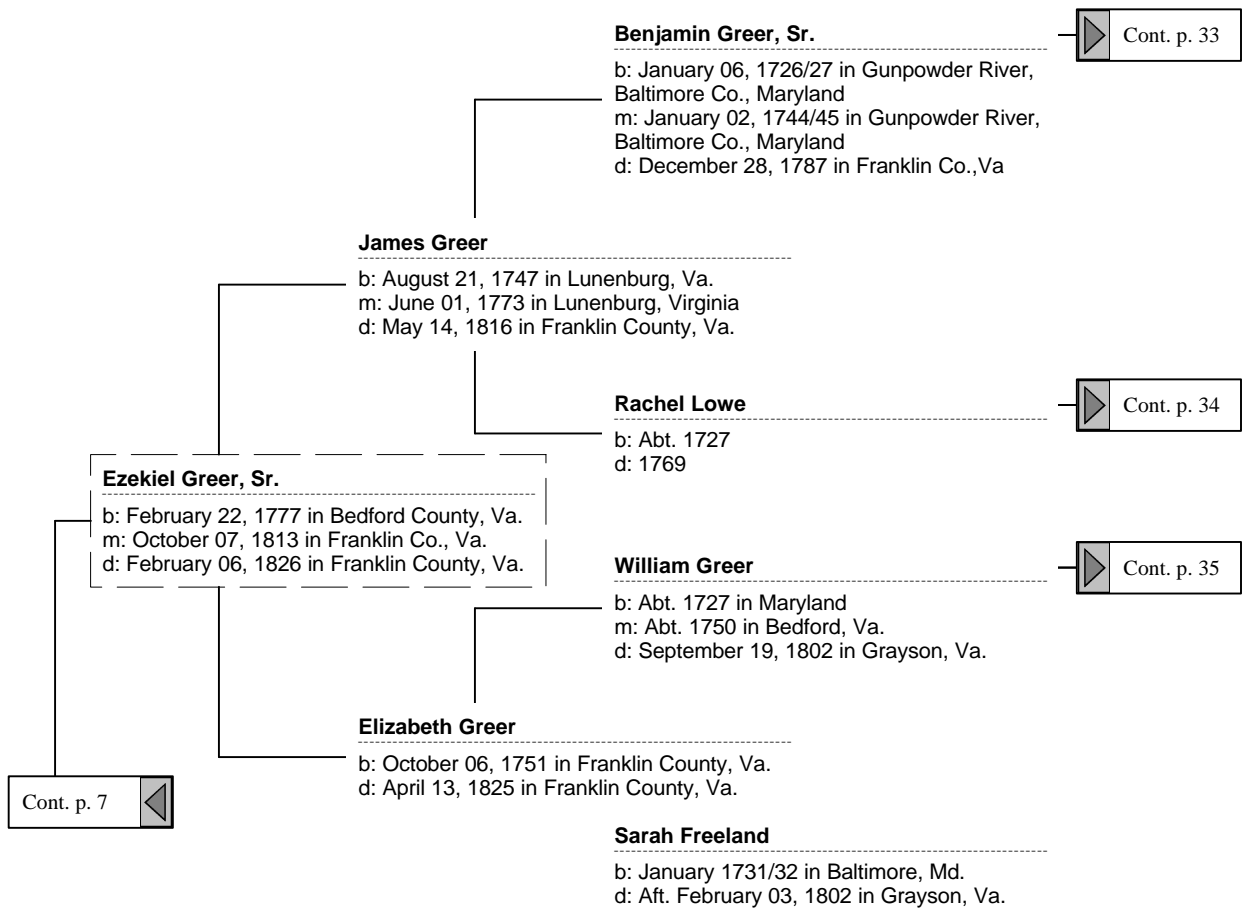 Benjamin Greer, Sr.
Cont. p. 33
b: January 06, 1726/27 in Gunpowder River,
Baltimore Co., Maryland
m: January 02, 1744/45 in Gunpowder River,
Baltimore Co., Maryland
d: December 28, 1787 in Franklin Co.,Va
James Greer
b: August 21, 1747 in Lunenburg, Va.
m: June 01, 1773 in Lunenburg, Virginia
d: May 14, 1816 in Franklin County, Va.
Rachel Lowe
Cont. p. 34
b: Abt. 1727
d: 1769
Ezekiel Greer, Sr.
b: February 22, 1777 in Bedford County, Va.
m: October 07, 1813 in Franklin Co., Va.
d: February 06, 1826 in Franklin County, Va.
William Greer
Cont. p. 35
b: Abt. 1727 in Maryland
m: Abt. 1750 in Bedford, Va.
d: September 19, 1802 in Grayson, Va.
Elizabeth Greer
b: October 06, 1751 in Franklin County, Va.
d: April 13, 1825 in Franklin County, Va.
Cont. p. 7
Sarah Freeland
b: January 1731/32 in Baltimore, Md.
d: Aft. February 03, 1802 in Grayson, Va.